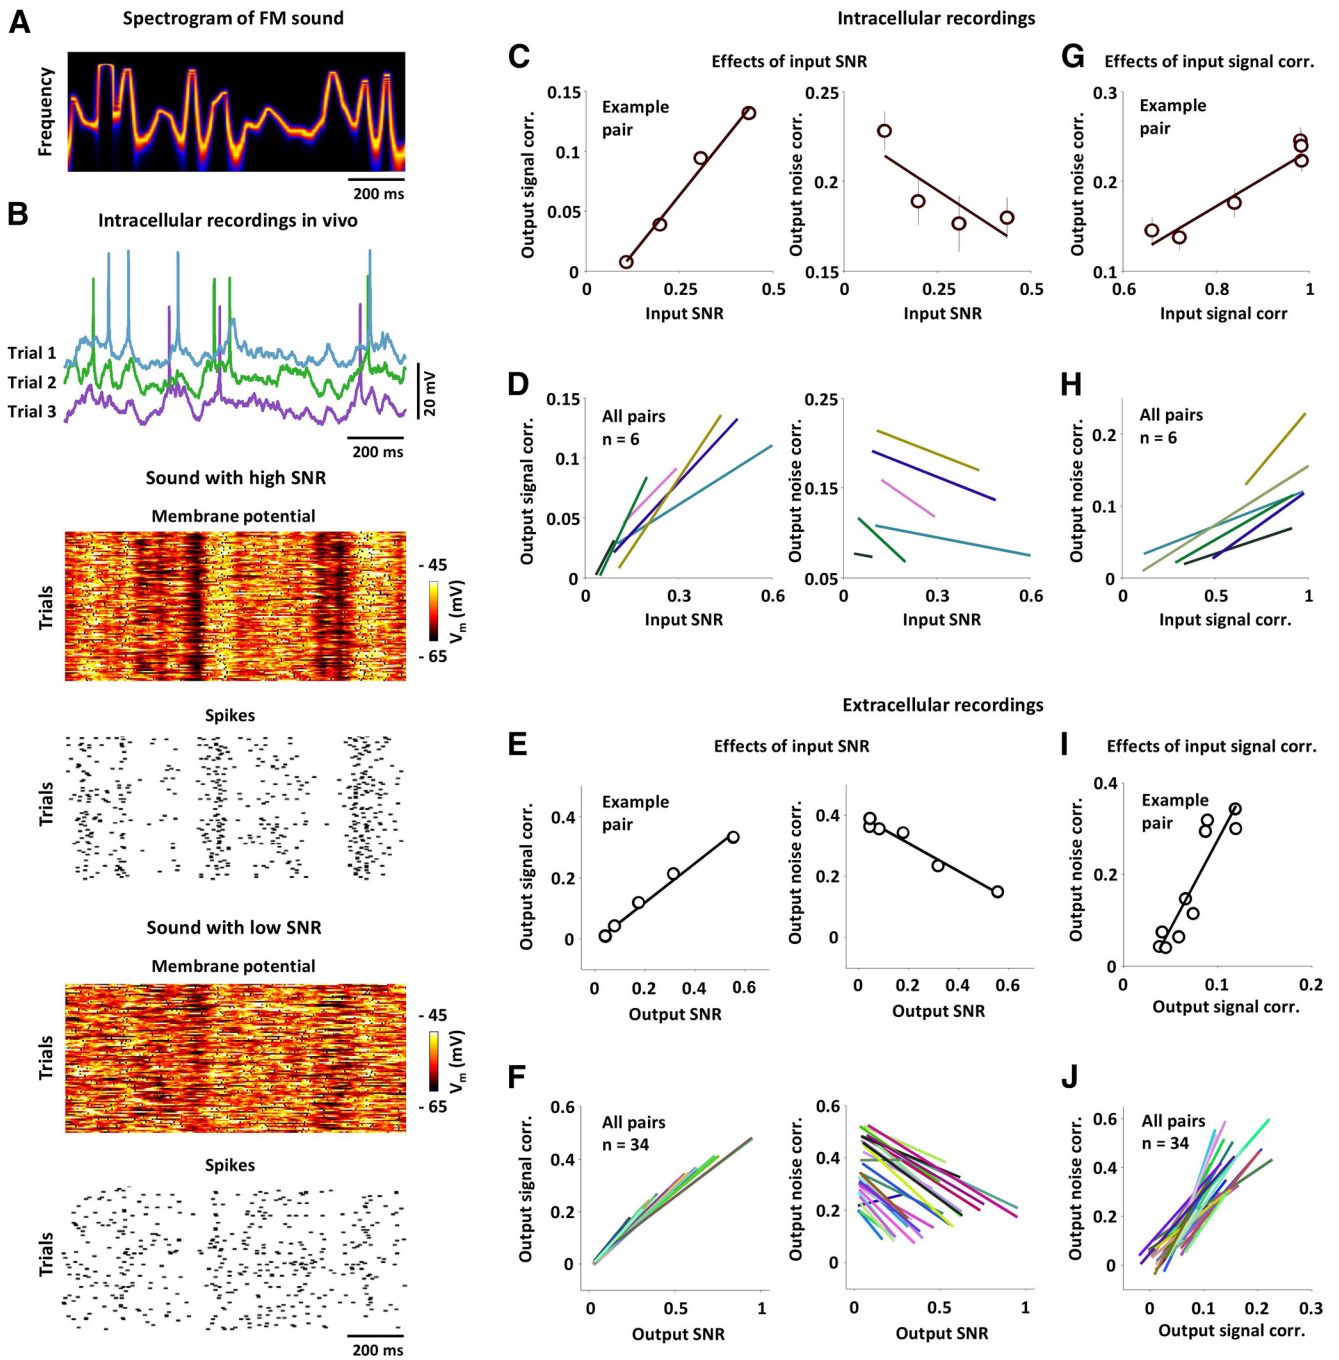 A
Spectrogram of FM sound
Frequency
200 ms
B
Intracellular recordings in vivo
Trial 1
Trial 2
Trial 3
20 mV
200 ms
Sound with high SNR
Membrane potential
Trials
- 45
Vm (mV)
- 65
Spikes
Trials
Sound with low SNR
Membrane potential
Trials
- 45
Vm (mV)
- 65
Spikes
Trials
200 ms
Intracellular recordings
C
Effects of input SNR
Example
pair
Output signal corr.
0.15
0.1
0.05
0
0
0.25
0.5
Input SNR
Output noise corr.
0.25
0.2
0.15
0
0.25
0.5
Input SNR
G
Effects of input signal corr.
Example
pair
Output noise corr.
0.3
0.2
0.1
0.6
0.8
1
Input signal corr
D
All pairs
n = 6
Output signal corr.
0.15
0.1
0.05
0
0
0.3
0.6
Input SNR
Output noise corr.
0.25
0.15
0.05
0
0.3
0.6
Input SNR
H
All pairs
n = 6
Output noise corr.
0.2
0.1
0
0
0.5
1
Input signal corr.
Extracellular recordings
E
Effects of input SNR
Example
pair
Output signal corr.
0.4
0.2
0
0
0.2
0.4
0.6
Output SNR
Output noise corr.
0.4
0.2
0
0
0.2
0.4
0.6
Output SNR
I
Effects of input signal corr.
Example
pair
Output noise corr.
0.4
0.2
0
0
0.1
0.2
Output signal corr.
F
All pairs
n = 34
Output signal corr.
0.6
0.4
0.2
0
0
0.5
1
Output SNR
Output noise corr.
0.6
0.4
0.2
0
0
0.5
1
Output SNR
J
All pairs
n = 34
Output noise corr.
0.6
0.4
0.2
0
0
0.1
0.2
0.3
Output signal corr.